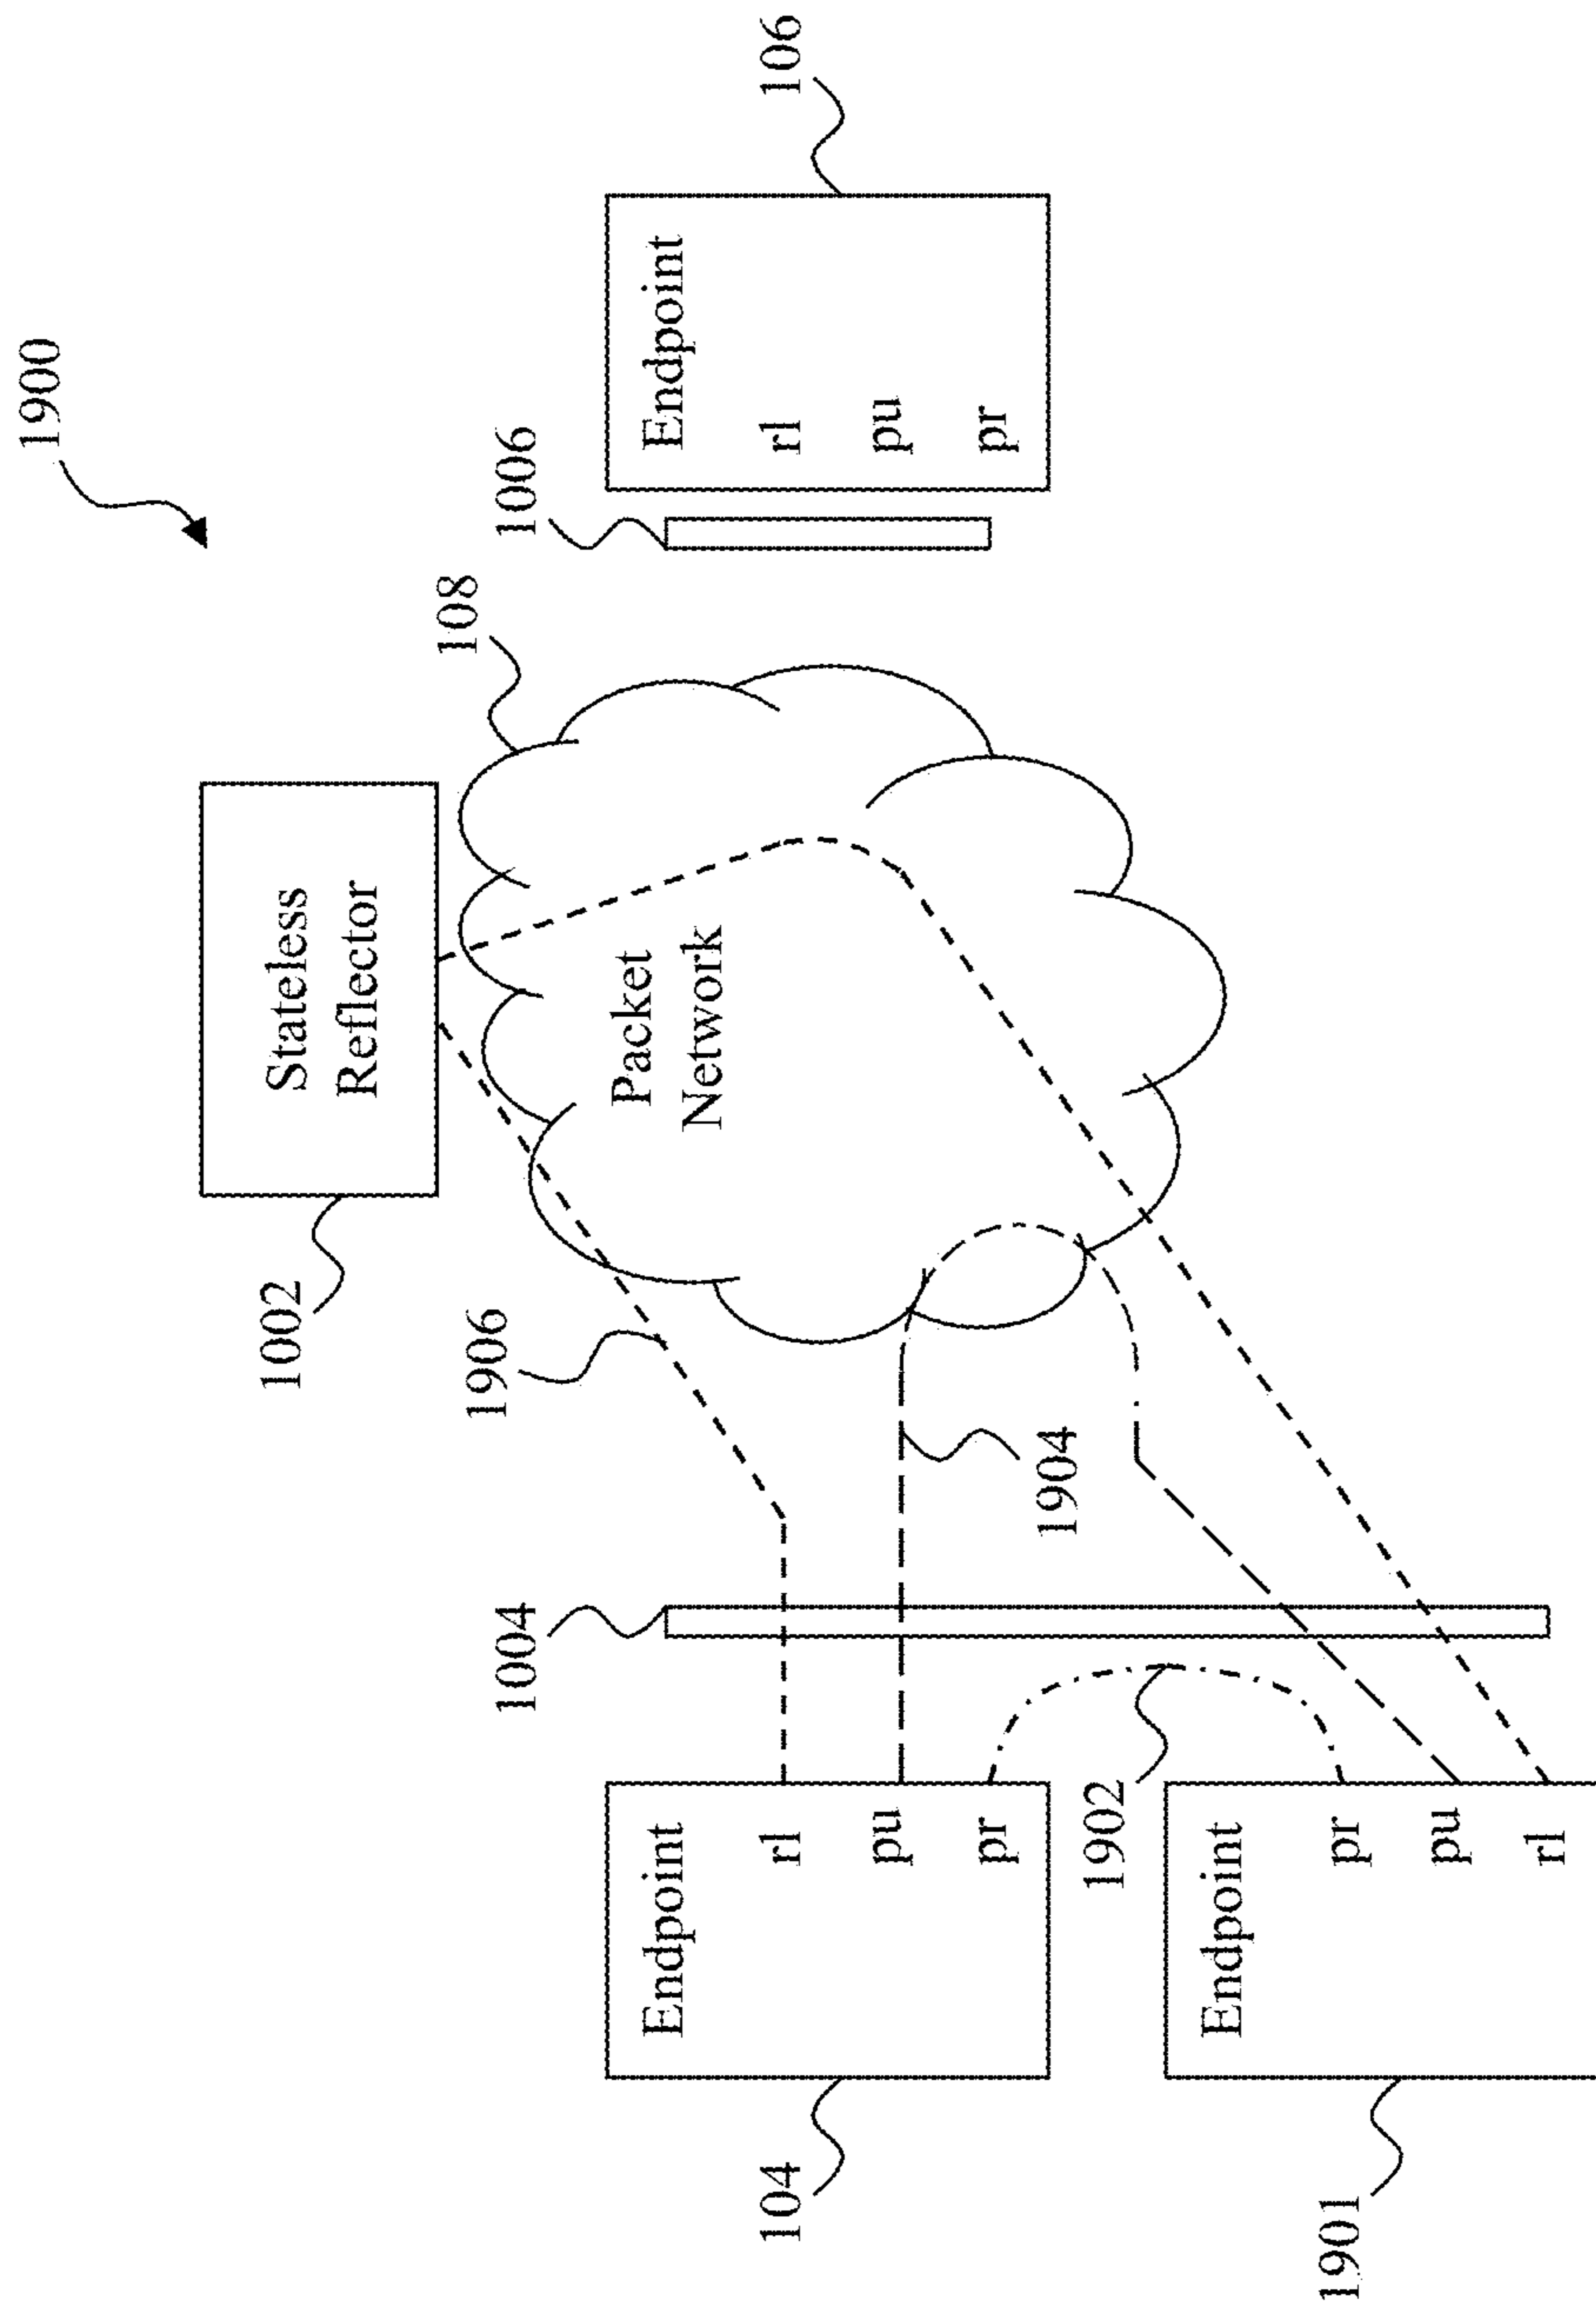 1900
Stateless
Reflector
1002
108
1906
Packet
Network
1004
1006
Endpoint
rl
pu
pr
104
1904
Endpoint
rl
pu
pr
106
1902
Endpoint
pr
pu
rl
1901